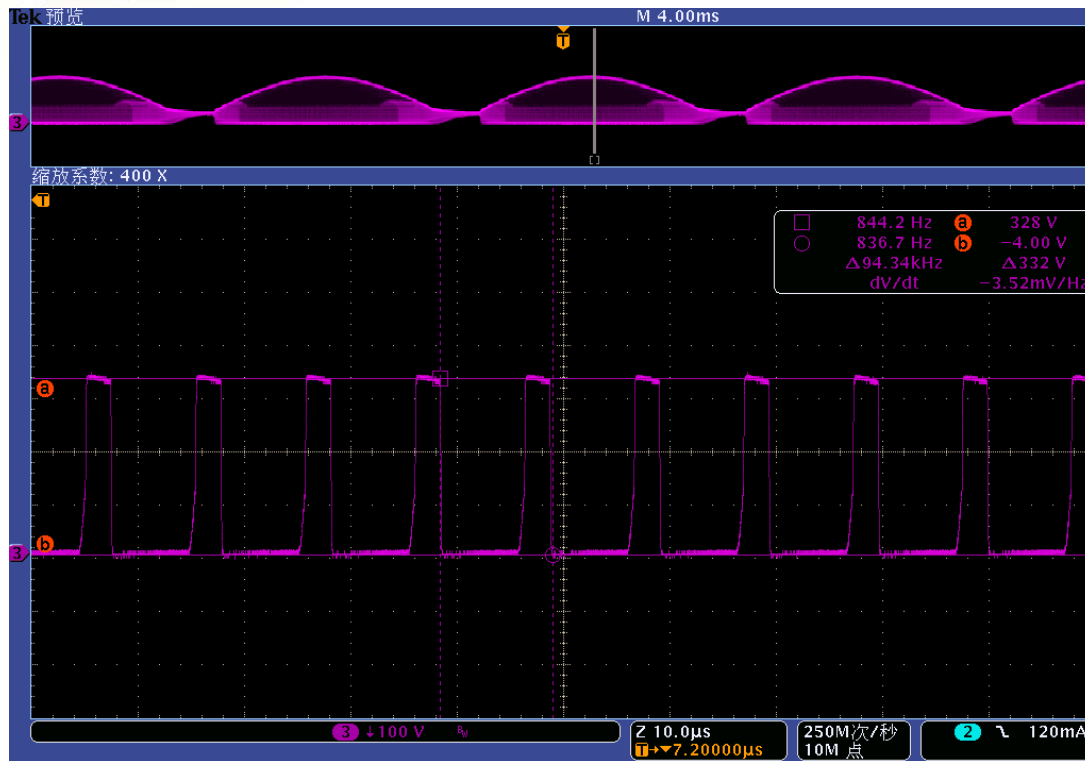 Tek 预览 M 4.00ms
T
3
缩放系数: 400 X
T
844.2 Hz a 328 V
836.7 Hz b −4.00 V
Δ94.34kHz Δ332 V
dV/dt −3.52mV/Hz
a
b
3
3 ↓100 V BW Z 10.0µs 250M次/秒 2 120mA
T→▼7.20000µs 10M 点